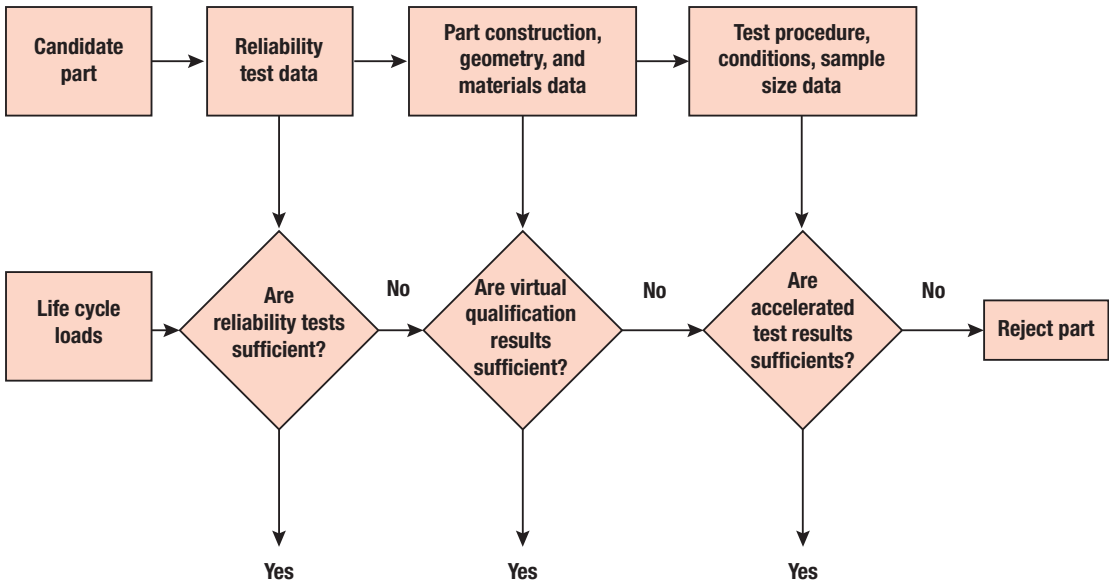 Candidate
part
Reliability
test data
Part construction,
geometry, and
materials data
Test procedure,
conditions, sample
size data
Life cycle
loads
Are
reliability tests
sufficient?
No
Are virtual
qualification
results
sufficient?
No
Are
accelerated
test results
sufficients?
No
Reject part
Yes
Yes
Yes